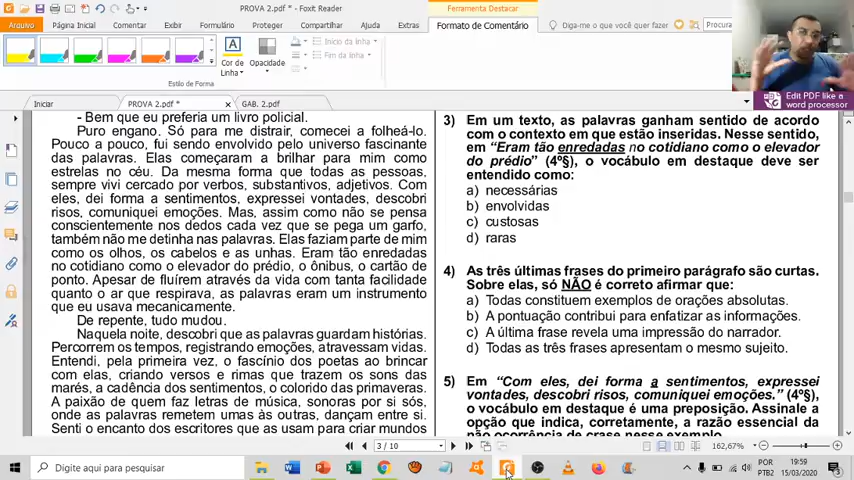 PROVA 2.pdf * - Foxit Reader
Ferramenta Destacar
Arquivo
Página Inicial
Comentar
Exibir
Formulário
Proteger
Compartilhar
Ajuda
Extras
Formato de Comentário
Diga-me o que você quer fazer
Procura
Cor de Linha
Opacidade
Início da linha
Fim da linha
Estilo de Forma
Edit PDF like a
word processor
Iniciar
PROVA 2.pdf *
GAB. 2.pdf
- Bem que eu preferia um livro policial.
Puro engano. Só para me distrair, comecei a folheá-lo.
Pouco a pouco, fui sendo envolvido pelo universo fascinante
das palavras. Elas começaram a brilhar para mim como
estrelas no céu. Da mesma forma que todas as pessoas,
sempre vivi cercado por verbos, substantivos, adjetivos. Com
eles, dei forma a sentimentos, expressei vontades, descobri
risos, comuniquei emoções. Mas, assim como não se pensa
conscientemente nos dedos cada vez que se pega um garfo,
também não me detinha nas palavras. Elas faziam parte de mim
como os olhos, os cabelos e as unhas. Eram tão enredadas
no cotidiano como o elevador do prédio, o ônibus, o cartão de
ponto. Apesar de fluírem através da vida com tanta facilidade
quanto o ar que respirava, as palavras eram um instrumento
que eu usava mecanicamente.
De repente, tudo mudou.
Naquela noite, descobri que as palavras guardam histórias.
Percorrem os tempos, registrando emoções, atravessam vidas.
Entendi, pela primeira vez, o fascínio dos poetas ao brincar
com elas, criando versos e rimas que trazem os sons das
marés, a cadência dos sentimentos, o colorido das primaveras.
A paixão de quem faz letras de música, sonoras por si sós,
onde as palavras remetem umas às outras, dançam entre si.
Senti o encanto dos escritores que as usam para criar mundos
3) Em um texto, as palavras ganham sentido de acordo
com o contexto em que estão inseridas. Nesse sentido,
em “Eram tão enredadas no cotidiano como o elevador
do prédio” (4º§), o vocábulo em destaque deve ser
entendido como:
a) necessárias
b) envolvidas
c) custosas
d) raras
4) As três últimas frases do primeiro parágrafo são curtas.
Sobre elas, só NÃO é correto afirmar que:
a) Todas constituem exemplos de orações absolutas.
b) A pontuação contribui para enfatizar as informações.
c) A última frase revela uma impressão do narrador.
d) Todas as três frases apresentam o mesmo sujeito.
5) Em “Com eles, dei forma a sentimentos, expressei
vontades, descobri risos, comuniquei emoções.” (4º§),
o vocábulo em destaque é uma preposição. Assinale a
opção que indica, corretamente, a razão essencial da
não ocorrência de crase nesse exemplo.
3 / 10
162,67%
Digite aqui para pesquisar
POR
PTB2
19:59
15/03/2020